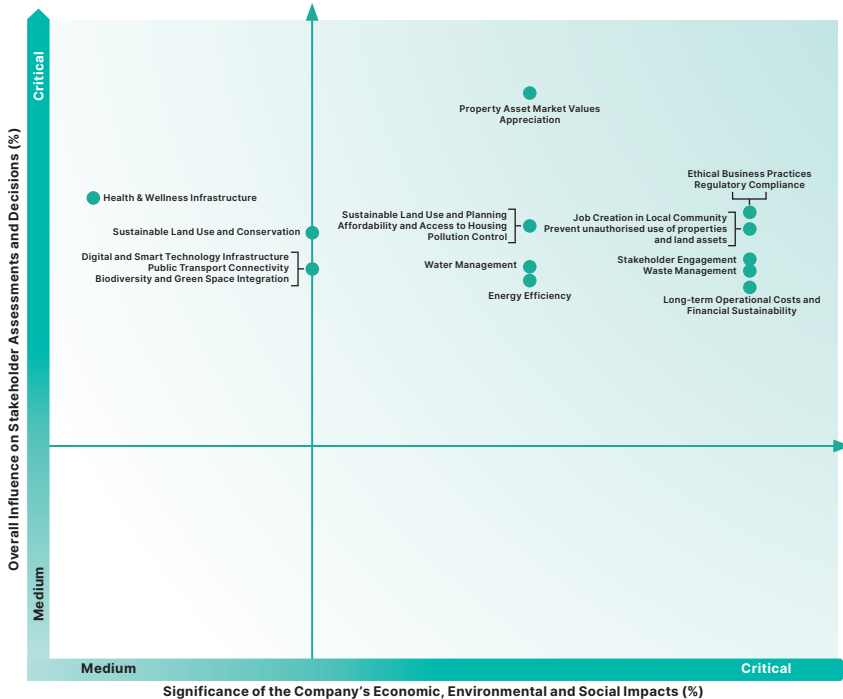 Overall Influence on Stakeholder Assessments and Decisions (%)
Critical
Medium
Property Asset Market Values
Appreciation
Health & Wellness Infrastructure
Sustainable Land Use and Conservation
Digital and Smart Technology Infrastructure
Public Transport Connectivity
Biodiversity and Green Space Integration
Sustainable Land Use and Planning
Affordability and Access to Housing
Pollution Control
Water Management
Energy Efficiency
Ethical Business Practices
Regulatory Compliance
Job Creation in Local Community
Prevent unauthorised use of properties
and land assets
Stakeholder Engagement
Waste Management
Long-term Operational Costs and
Financial Sustainability
Medium
Critical
Significance of the Company's Economic, Environmental and Social Impacts (%)